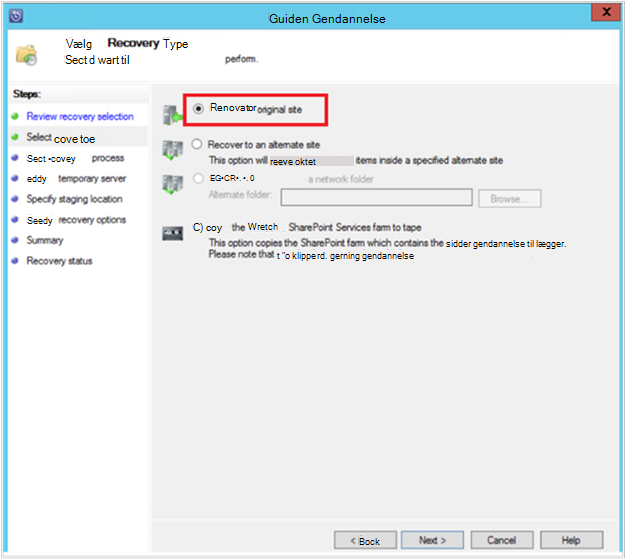 Guiden Gendannelse
Vælg Recovery Type
Sect d wart til perform.
Steps:
Review recovery selection
Select cove toe
Sect •covey process
eddy temporary server
Specify staging location
Seedy recovery options
Summary
Recovery status
Renovator original site
Recover to an alternate site
This option will reeve oktet items inside a specified alternate site
EG•CR•. •. 0 a network folder
Alternate folder:
Browse...
C) coy the Wretch SharePoint Services farm to tape
This option copies the SharePoint farm which contains the sidder gendannelse til lægger.
Please note that t "o klipperd. gerning gendannelse
< Bock
Next >
Cancel
Help